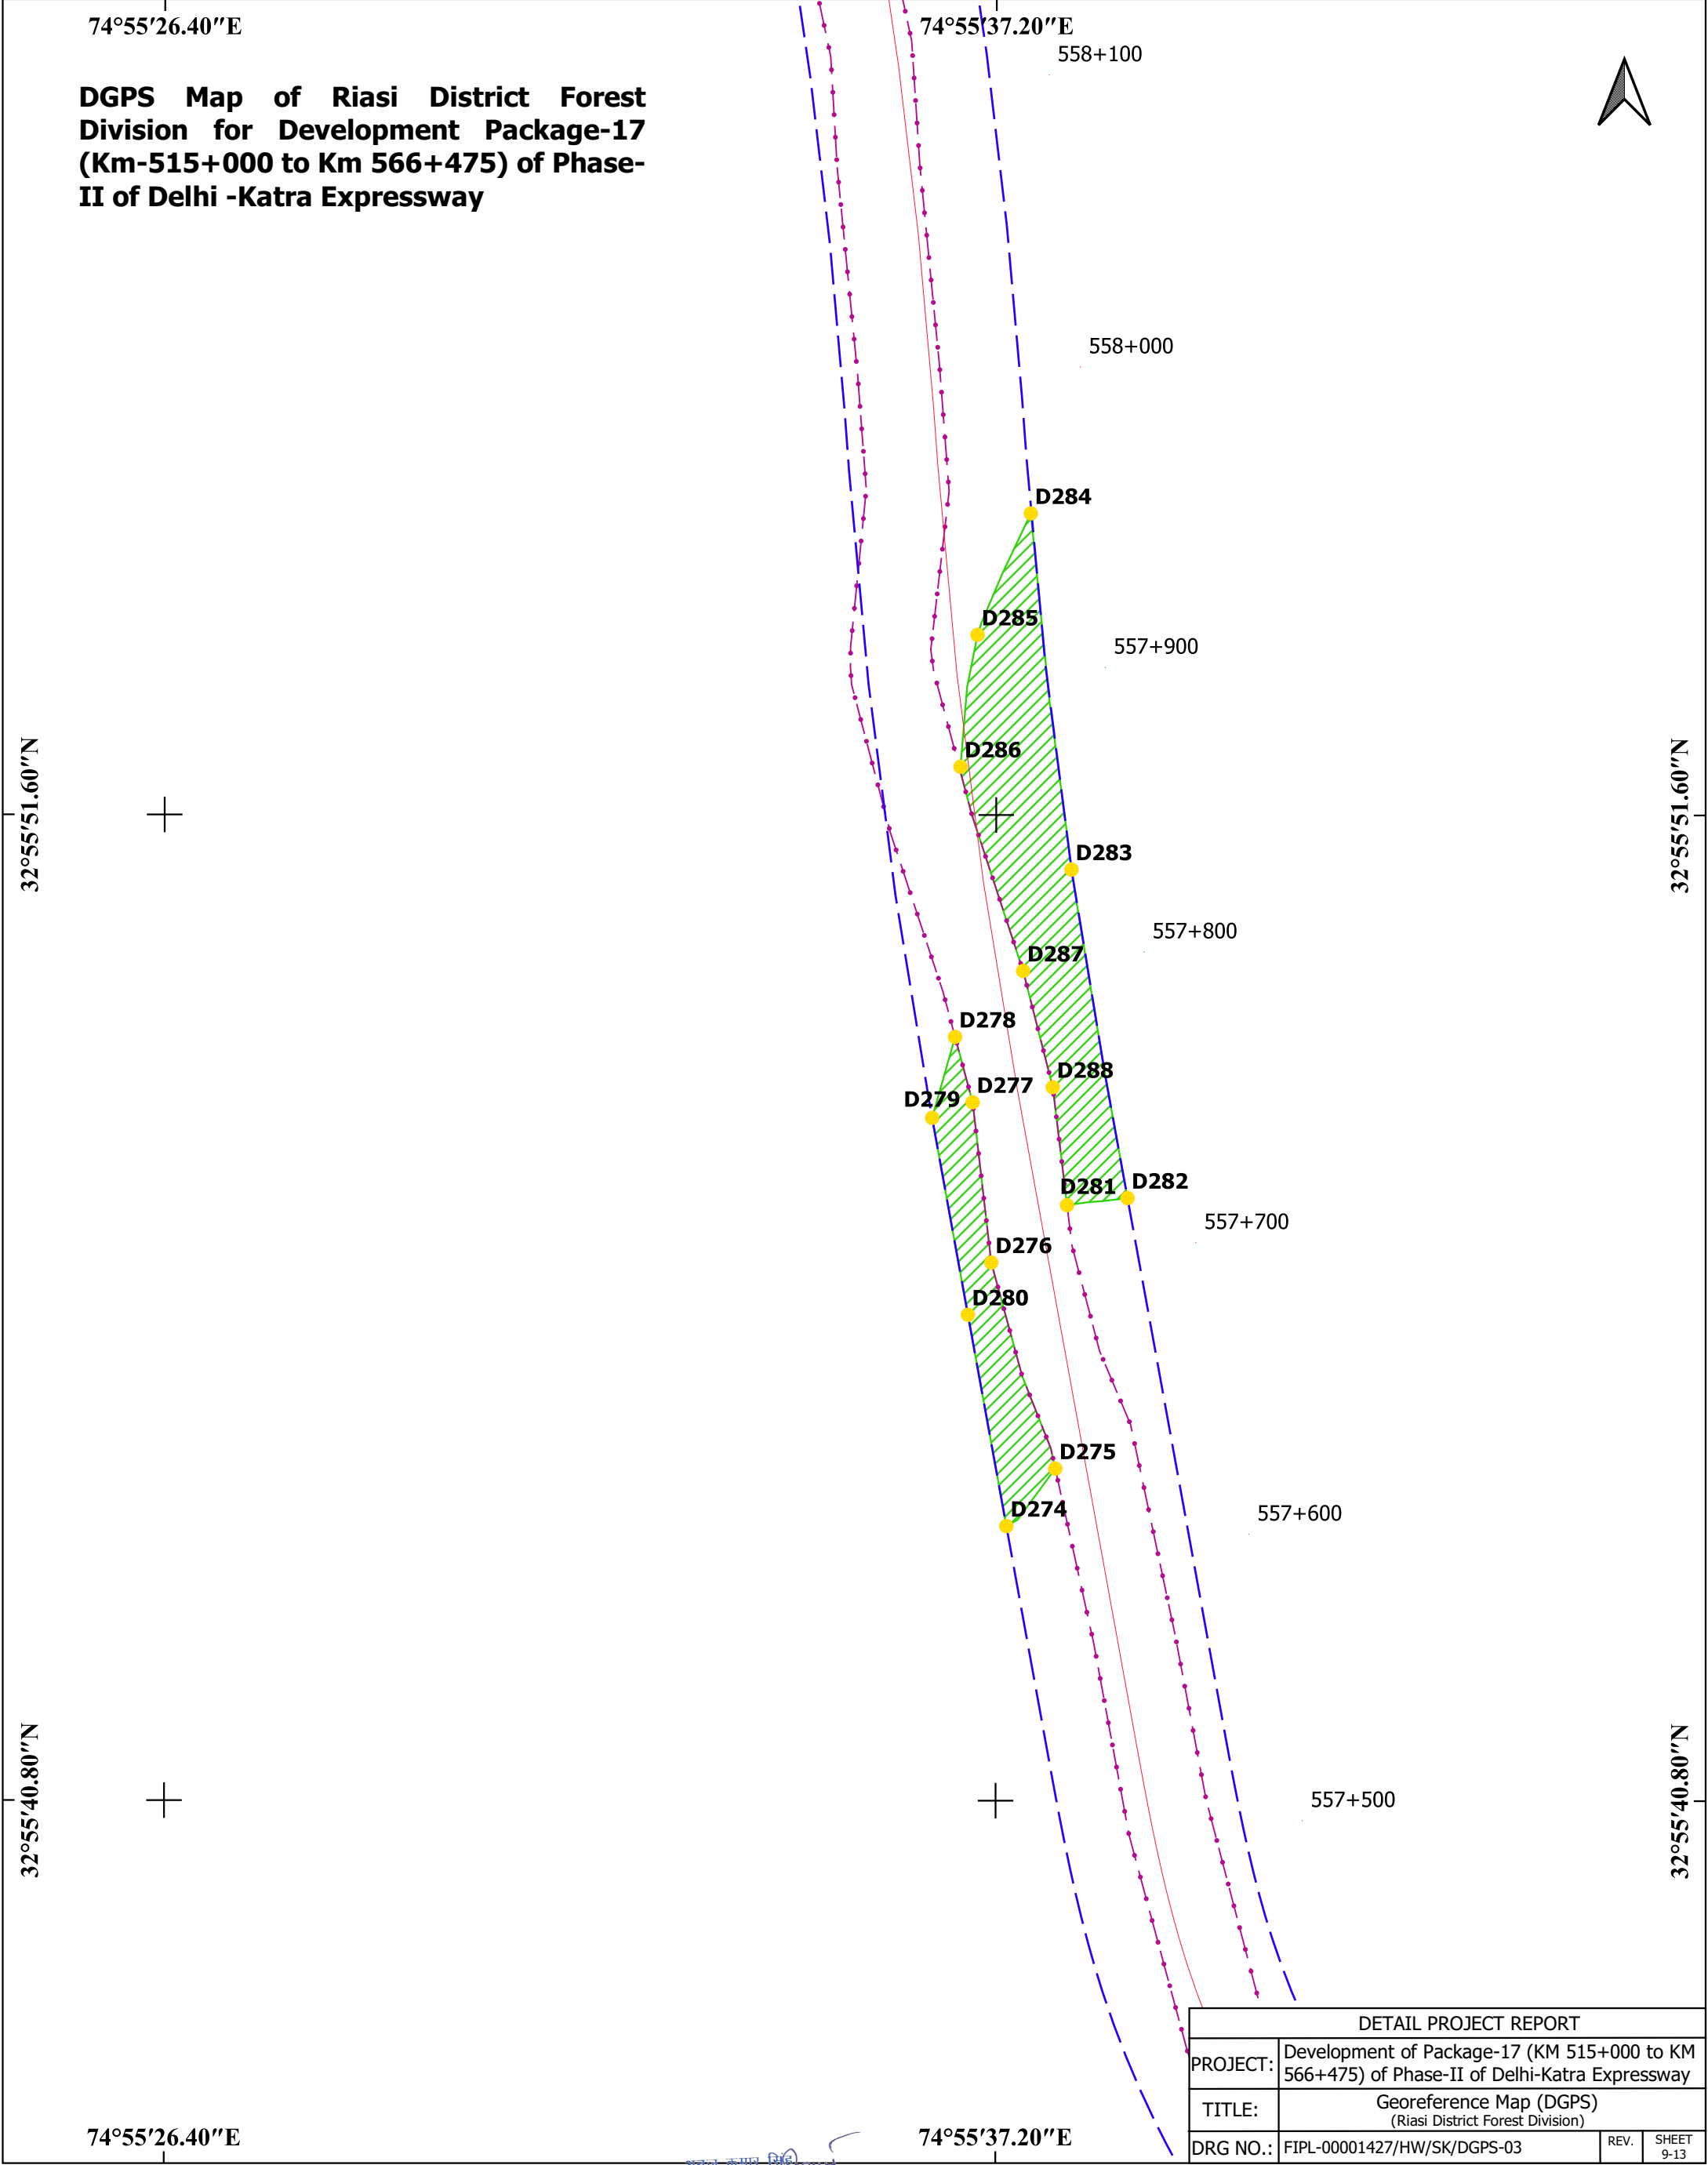 74°55′26.40″E
74°55′37.20″E
558+100
DGPS Map of Riasi District Forest
Division for Development Package-17
(Km-515+000 to Km 566+475) of Phase-
II of Delhi -Katra Expressway
558+000
D284
D285
557+900
D286
32°55′51.60″N
32°55′51.60″N
D283
557+800
D287
D278
D288
D277
D279
D282
D281
557+700
D276
D280
D275
D274
557+600
32°55′40.80″N
32°55′40.80″N
557+500
DETAIL PROJECT REPORT
PROJECT: Development of Package-17 (KM 515+000 to KM
566+475) of Phase-II of Delhi-Katra Expressway
TITLE: Georeference Map (DGPS)
(Riasi District Forest Division)
DRG NO.: FIPL-00001427/HW/SK/DGPS-03 REV. SHEET
9-13
74°55′26.40″E
74°55′37.20″E